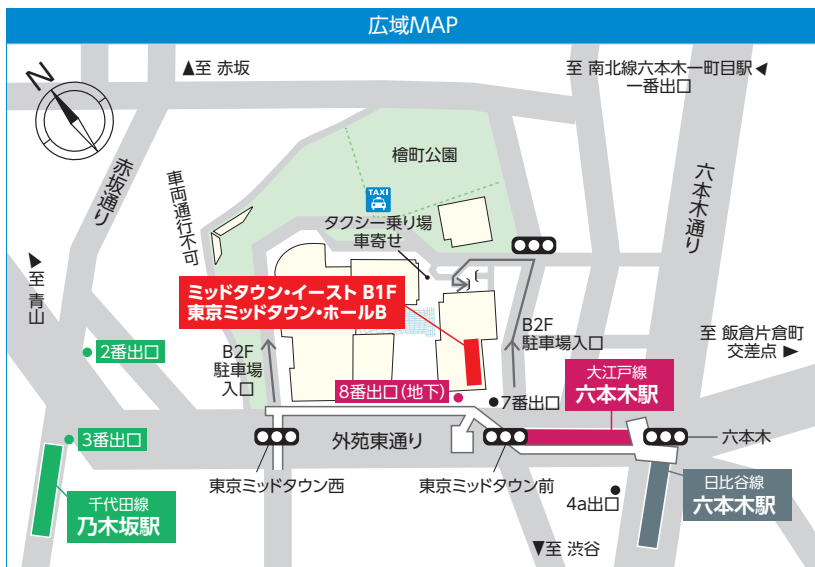 広域MAP
N
▲至 赤坂
至 南北線六本木一町目駅◀
一番出口
檜町公園
赤坂通り
車両通行不可
六本木通り
TAXI
タクシー乗り場
車寄せ
▲至 青山
ミッドタウン・イースト B1F
東京ミッドタウン・ホールB
2番出口
B2F
駐車場
入口
B2F
駐車場入口
至 飯倉片倉町
交差点 ▶
8番出口(地下)
7番出口
大江戸線
六本木駅
3番出口
外苑東通り
六本木
千代田線
乃木坂駅
東京ミッドタウン西
東京ミッドタウン前
4a出口
日比谷線
六本木駅
▼至 渋谷